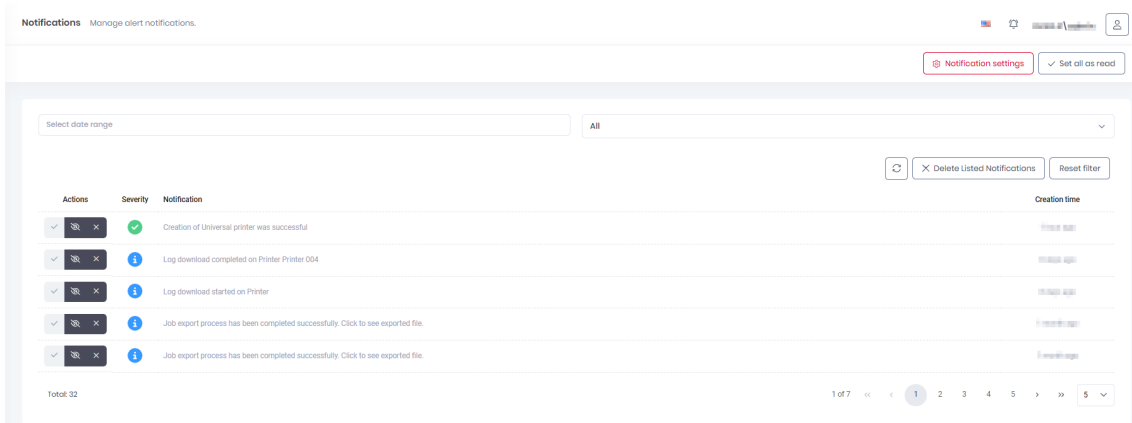 Notifications Manage alert notifications.
Notification settings Set all as read
Select date range All
Delete Listed Notifications Reset filter
Actions Severity Notification Creation time
Creation of Universal printer was successful
Log download completed on Printer Printer 004
Log download started on Printer
Job export process has been completed successfully. Click to see exported file.
Job export process has been completed successfully. Click to see exported file.
Total: 32 1 of 7 « ‹ 1 2 3 4 5 › » 5